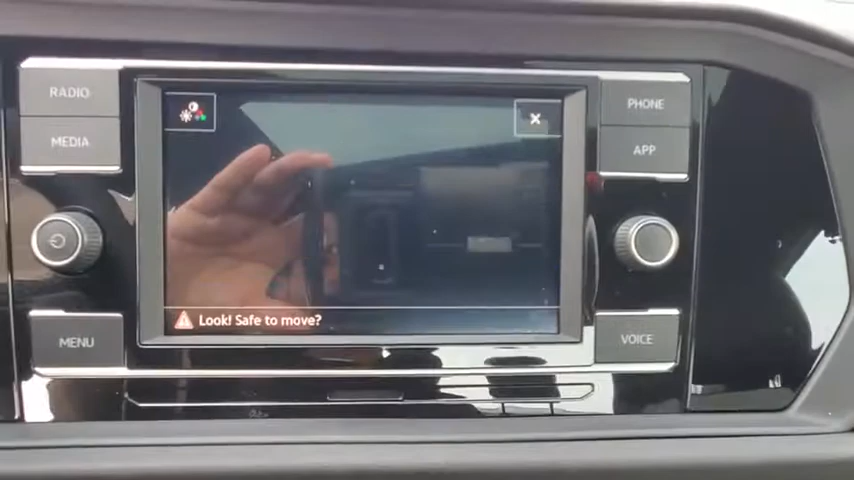 RADIO
PHONE
MEDIA
APP
Look! Safe to move?
MENU
VOICE